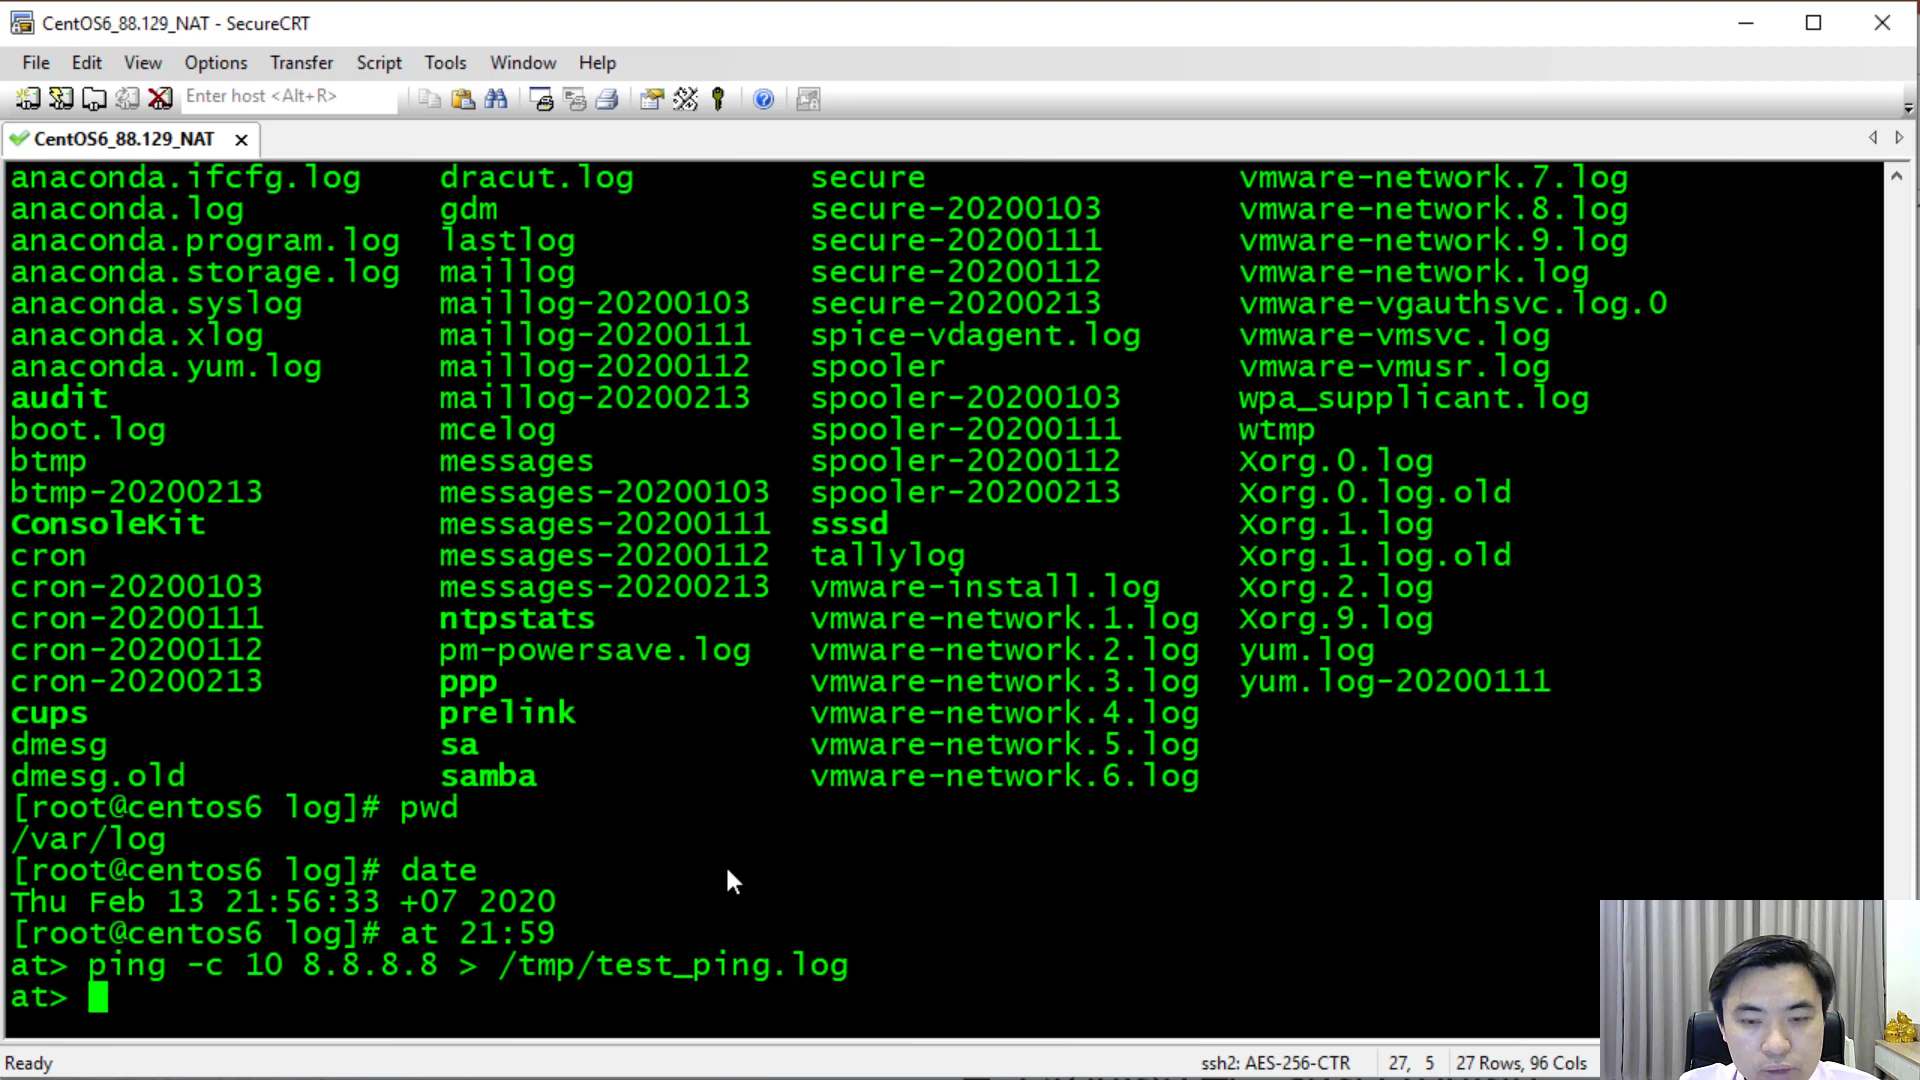 CentOS6_88.129_NAT - SecureCRT
File Edit View Options Transfer Script Tools Window Help
Enter host <Alt+R>
CentOS6_88.129_NAT
anaconda.ifcfg.log dracut.log secure vmware-network.7.log
anaconda.log gdm secure-20200103 vmware-network.8.log
anaconda.program.log lastlog secure-20200111 vmware-network.9.log
anaconda.storage.log maillog secure-20200112 vmware-network.log
anaconda.syslog maillog-20200103 secure-20200213 vmware-vgauthsvc.log.0
anaconda.xlog maillog-20200111 spice-vdagent.log vmware-vmsvc.log
anaconda.yum.log maillog-20200112 spooler vmware-vmusr.log
audit maillog-20200213 spooler-20200103 wpa_supplicant.log
boot.log mcelog spooler-20200111 wtmp
btmp messages spooler-20200112 Xorg.0.log
btmp-20200213 messages-20200103 spooler-20200213 Xorg.0.log.old
ConsoleKit messages-20200111 sssd Xorg.1.log
cron messages-20200112 tallylog Xorg.1.log.old
cron-20200103 messages-20200213 vmware-install.log Xorg.2.log
cron-20200111 ntpstats vmware-network.1.log Xorg.9.log
cron-20200112 pm-powersave.log vmware-network.2.log yum.log
cron-20200213 ppp vmware-network.3.log yum.log-20200111
cups prelink vmware-network.4.log
dmesg sa vmware-network.5.log
dmesg.old samba vmware-network.6.log
[root@centos6 log]# pwd
/var/log
[root@centos6 log]# date
Thu Feb 13 21:56:33 +07 2020
[root@centos6 log]# at 21:59
at> ping -c 10 8.8.8.8 > /tmp/test_ping.log
at>
Ready ssh2: AES-256-CTR 27, 5 27 Rows, 96 Cols